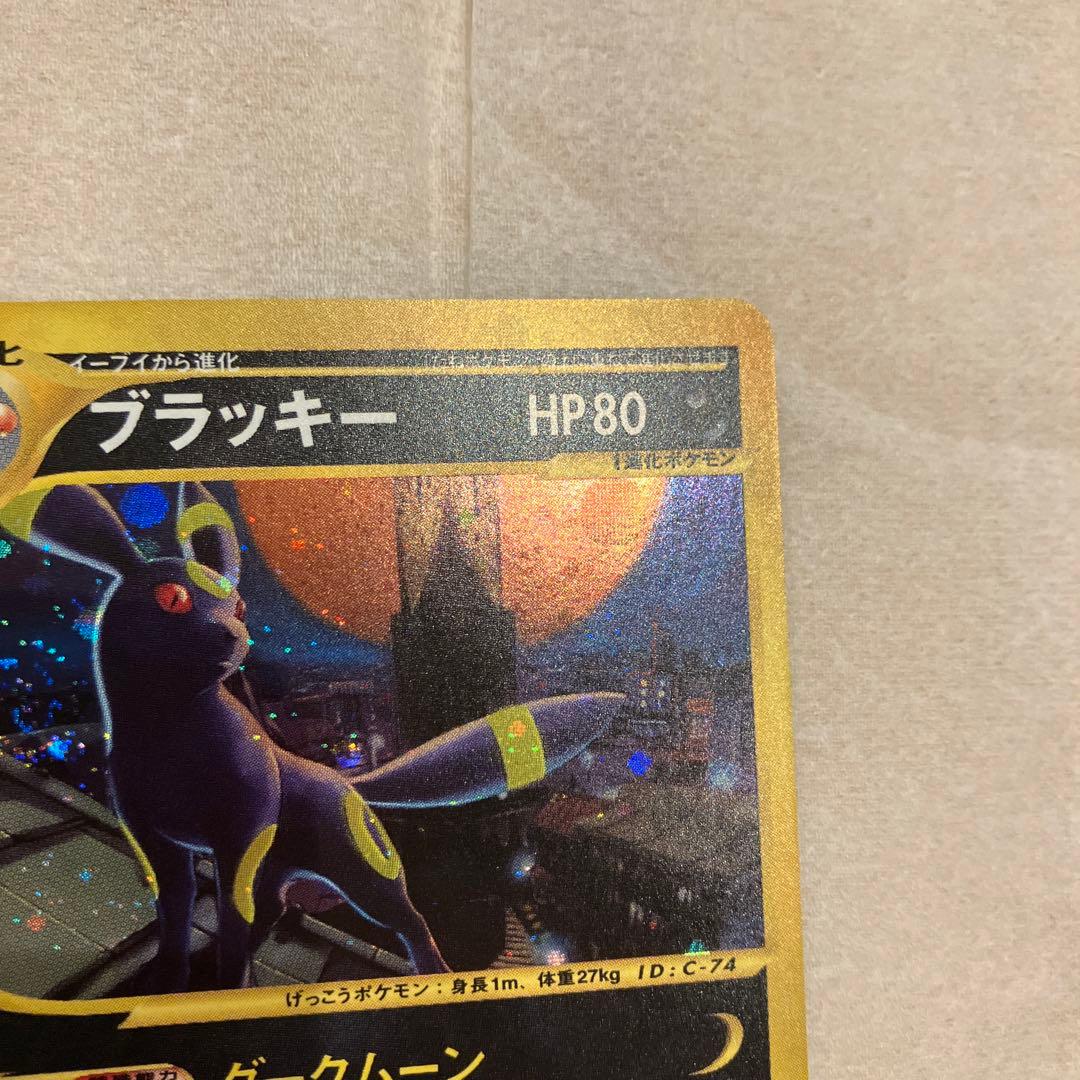 イーブイから進化
ブラッキー HP80
1進化ポケモン
げっこうポケモン：身長1m、体重27kg ID：C-74
ダークムーン